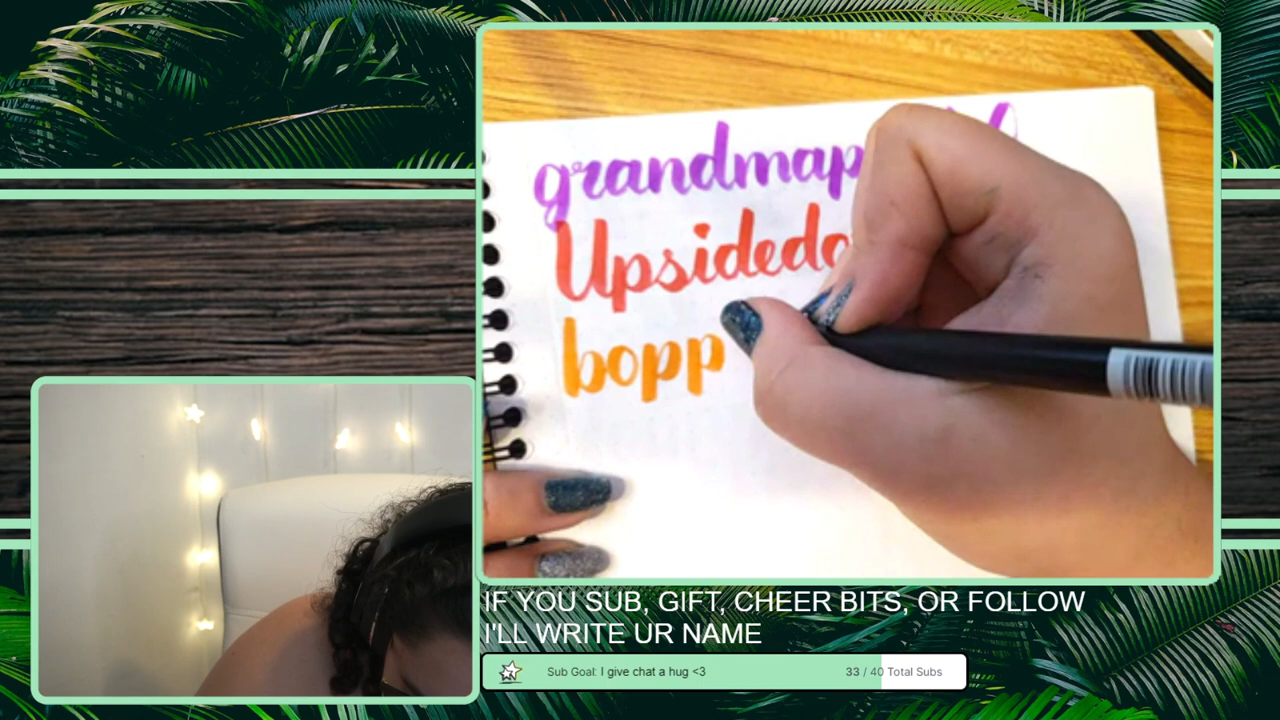 grandmap
Upsidedo
bopp
IF YOU SUB, GIFT, CHEER BITS, OR FOLLOW
I'LL WRITE UR NAME
Sub Goal: I give chat a hug <3 33 / 40 Total Subs